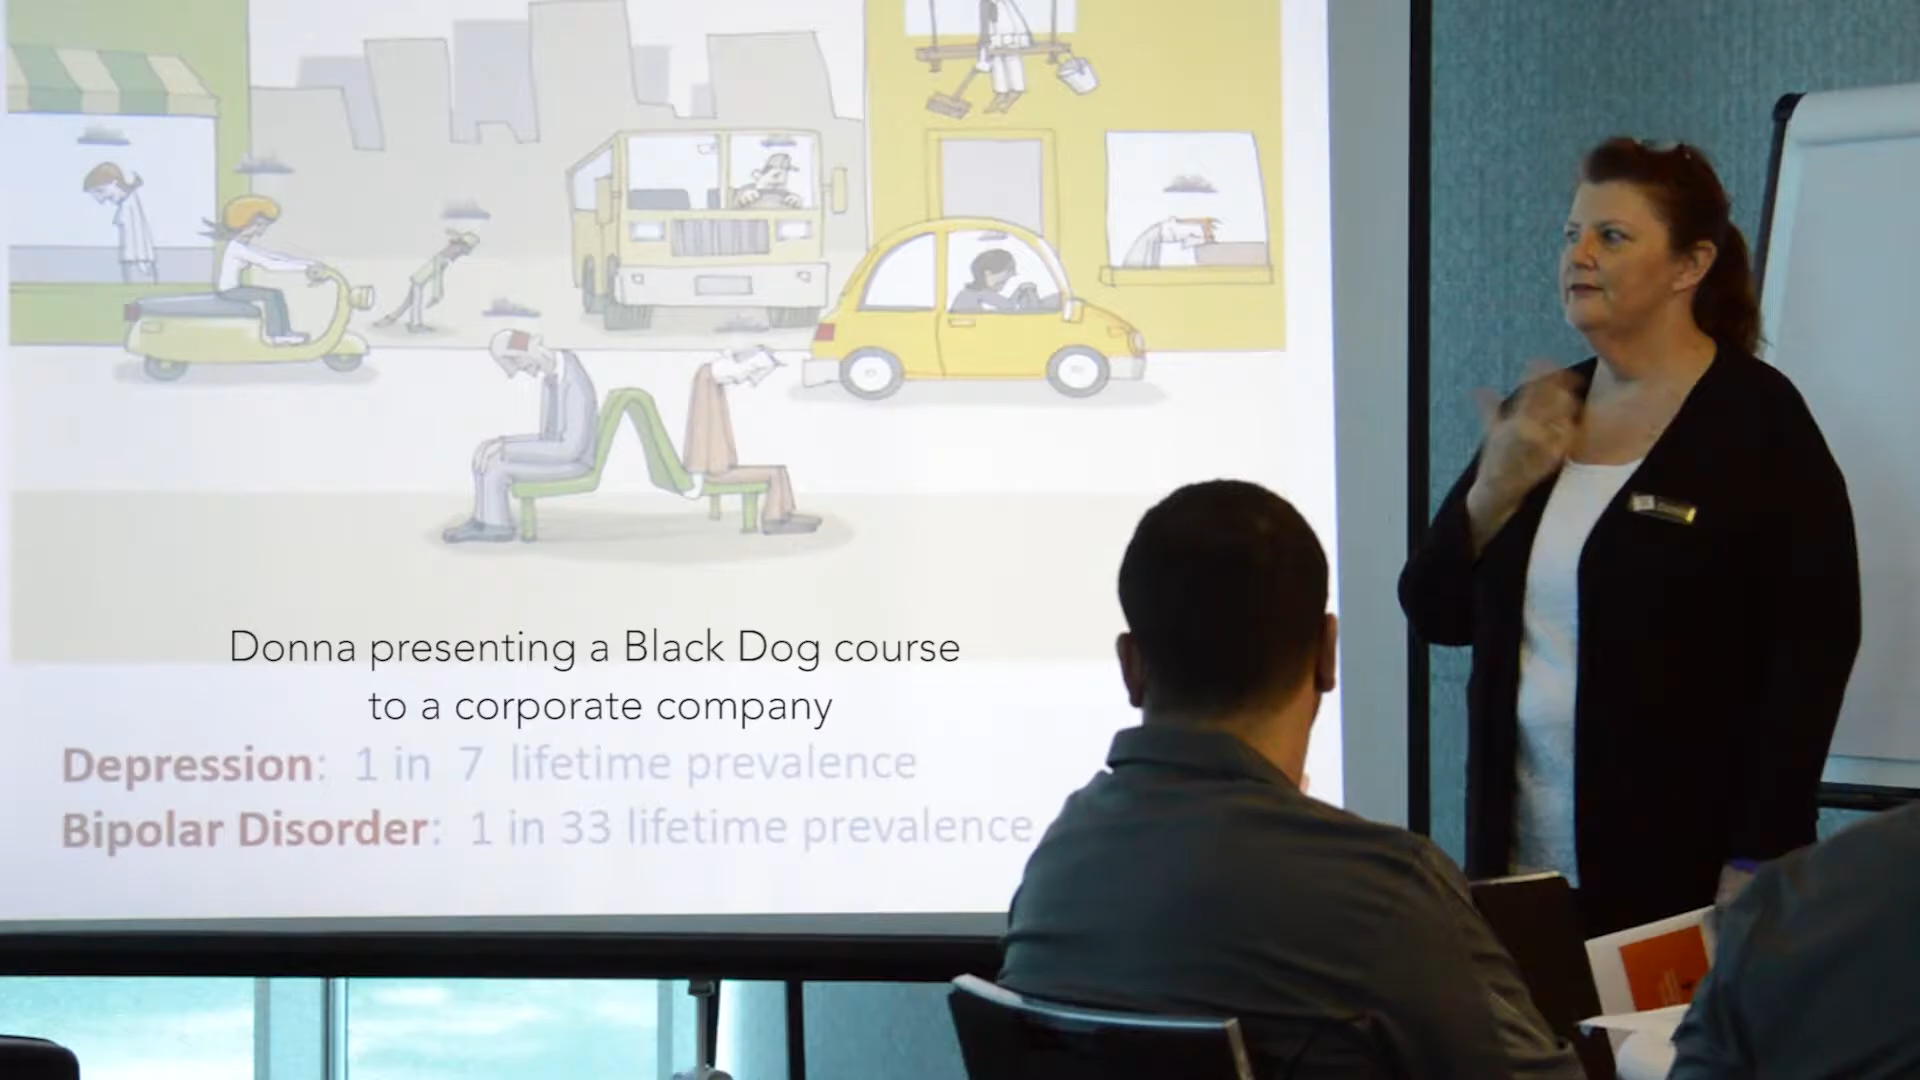 Donna presenting a Black Dog course
to a corporate company
Depression: 1 in 7 lifetime prevalence
Bipolar Disorder: 1 in 33 lifetime prevalence